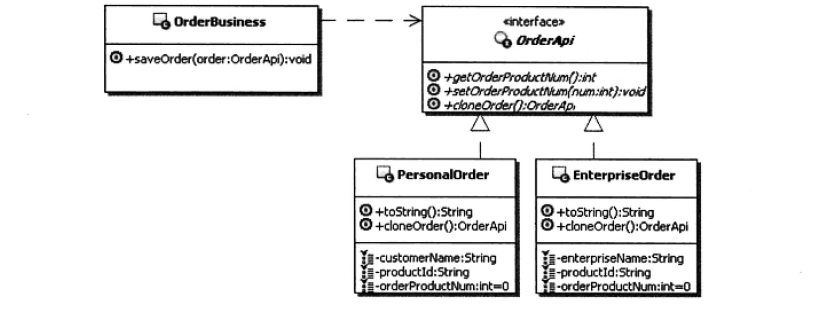 OrderBusiness
+saveOrder(order:OrderApi):void
«interface»
OrderApi
+getOrderProductNum():int
+setOrderProductNum(num:int):void
+cloneOrder():OrderApi
PersonalOrder
+toString():String
+cloneOrder():OrderApi
-customerName:String
-productId:String
-orderProductNum:int=0
EnterpriseOrder
+toString():String
+cloneOrder():OrderApi
-enterpriseName:String
-productId:String
-orderProductNum:int=0